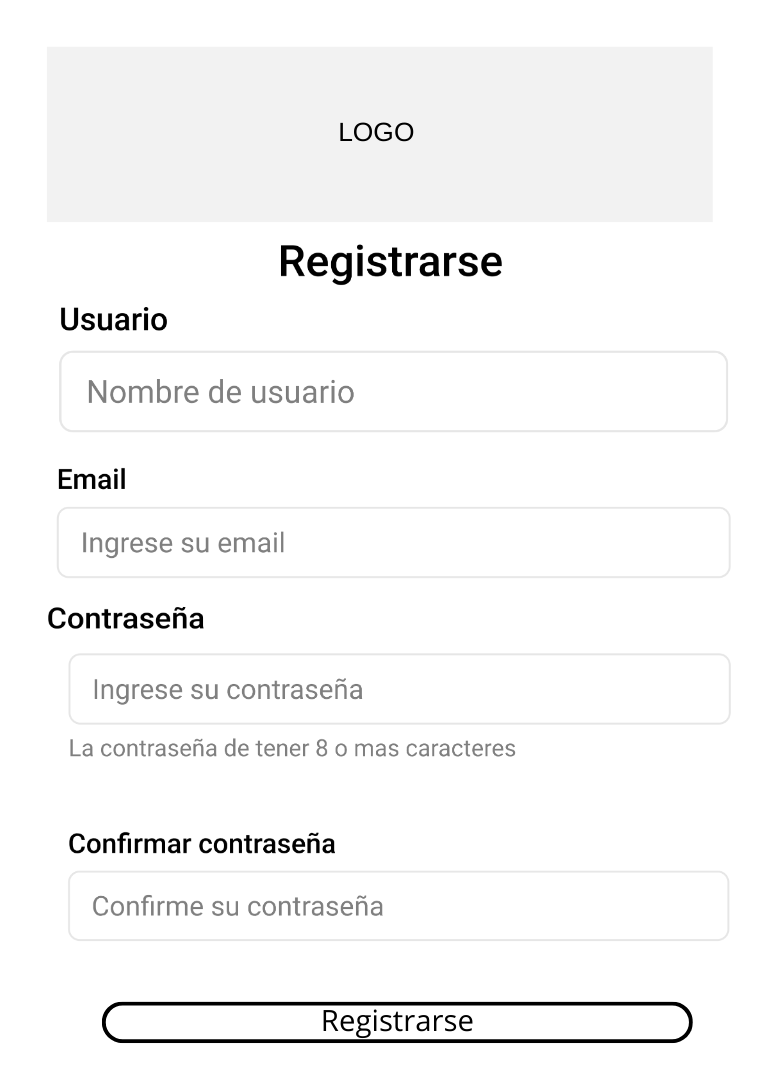 LOGO
Registrarse
Usuario
Nombre de usuario
Email
Ingrese su email
Contraseña
Ingrese su contraseña
La contraseña de tener 8 o mas caracteres
Confirmar contraseña
Confirme su contraseña
Registrarse